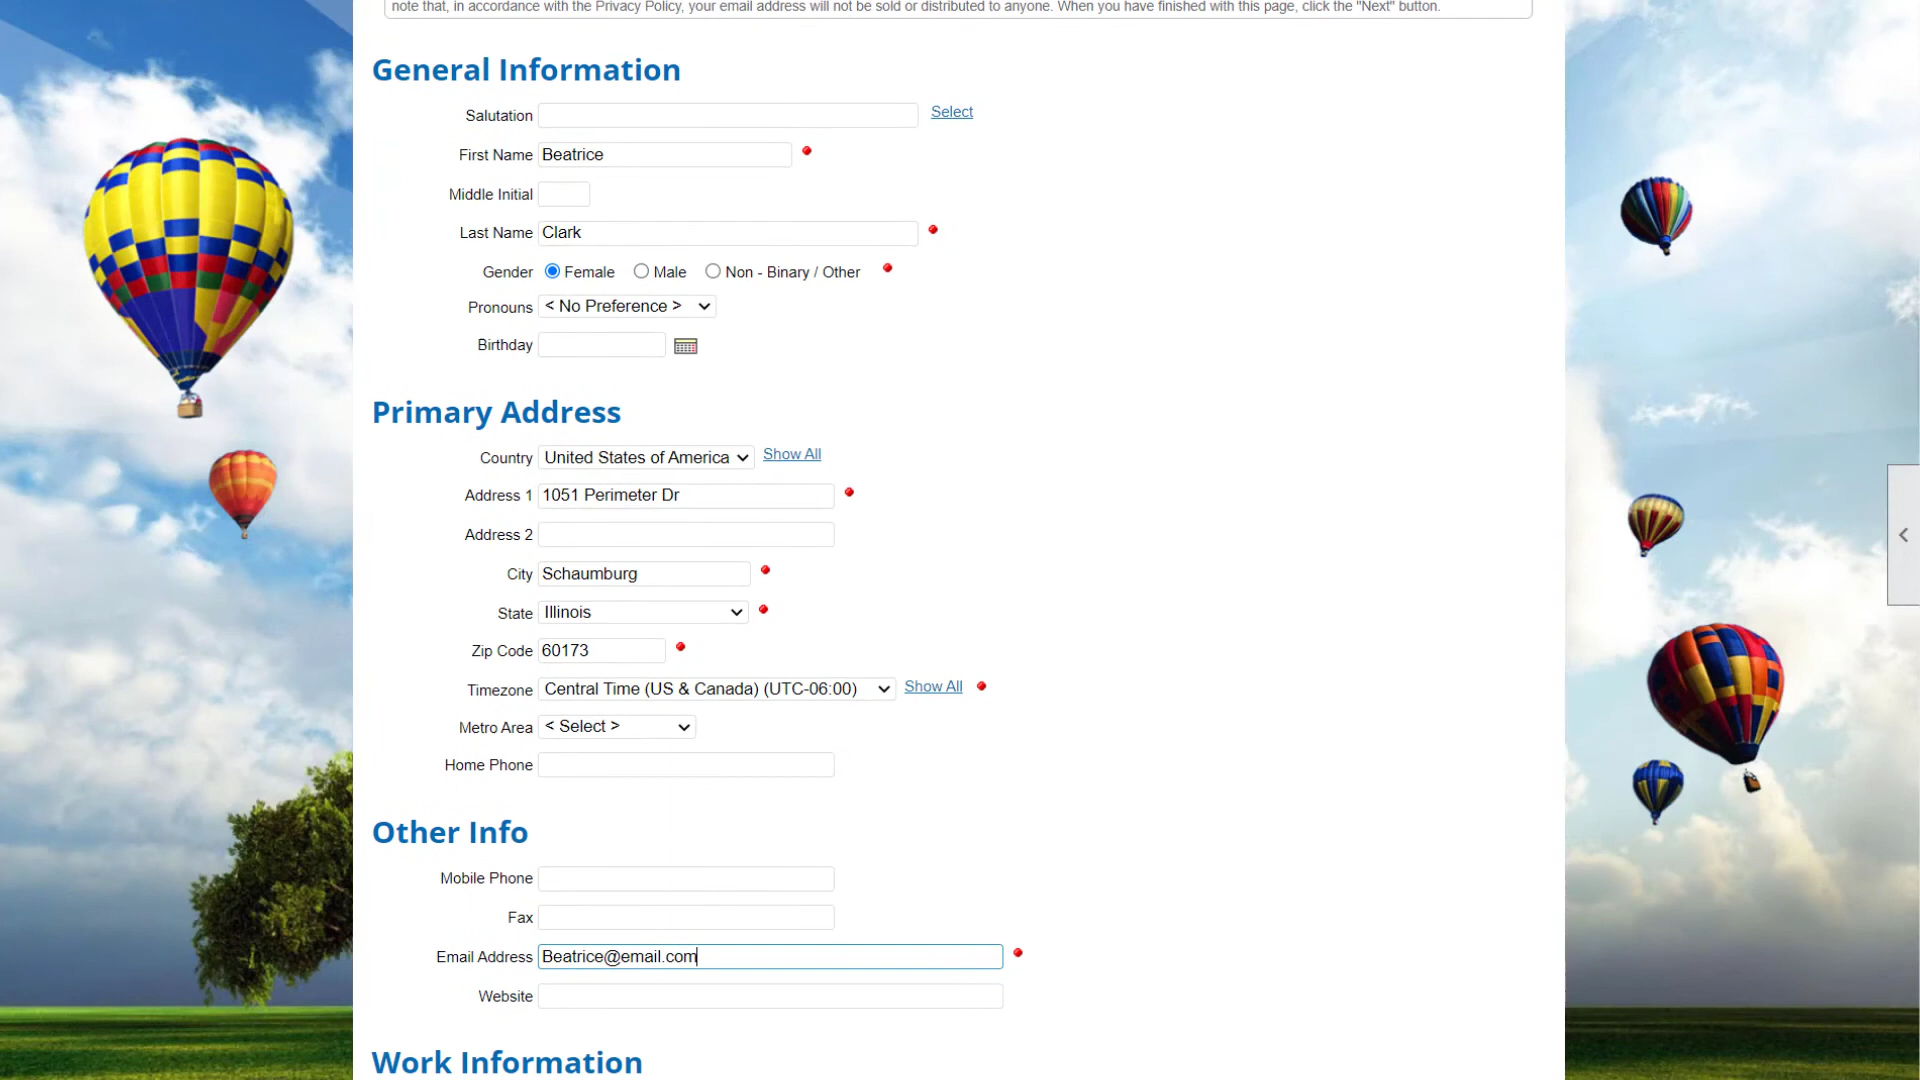 note that, in accordance with the Privacy Policy, your email address will not be sold or distributed to anyone. When you have finished with this page, click the "Next" button.
General Information
Salutation Select
First Name Beatrice
Middle Initial
Last Name Clark
Gender Female Male Non - Binary / Other
Pronouns < No Preference >
Birthday
Primary Address
Country United States of America Show All
Address 1 1051 Perimeter Dr
Address 2
City Schaumburg
State Illinois
Zip Code 60173
Timezone Central Time (US & Canada) (UTC-06:00) Show All
Metro Area < Select >
Home Phone
Other Info
Mobile Phone
Fax
Email Address Beatrice@email.com
Website
Work Information